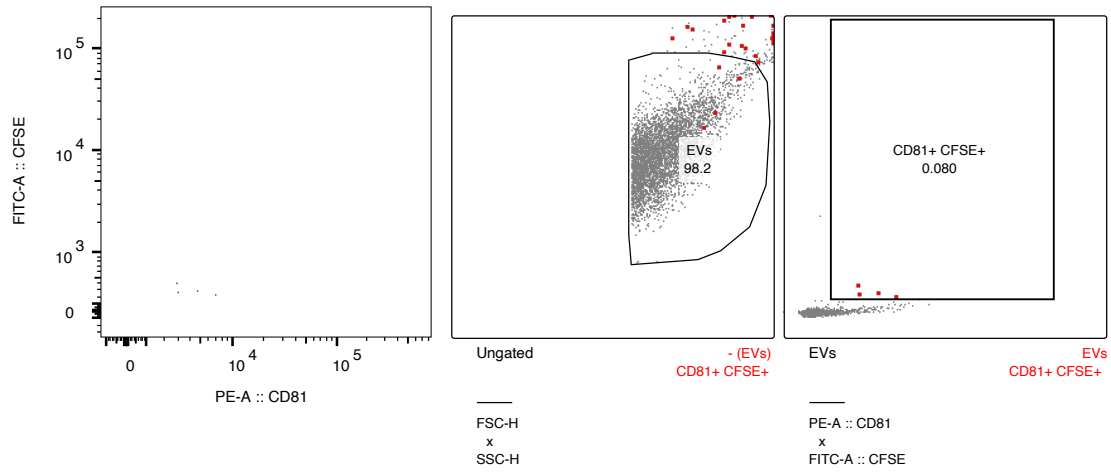 FITC-A :: CFSE
10 5
10 4
10 3
0
0
10 4
10 5
PE-A :: CD81
EVs
98.2
Ungated
- (EVs)
CD81+ CFSE+
FSC-H
x
SSC-H
CD81+ CFSE+
0.080
EVs
EVs
CD81+ CFSE+
PE-A :: CD81
x
FITC-A :: CFSE